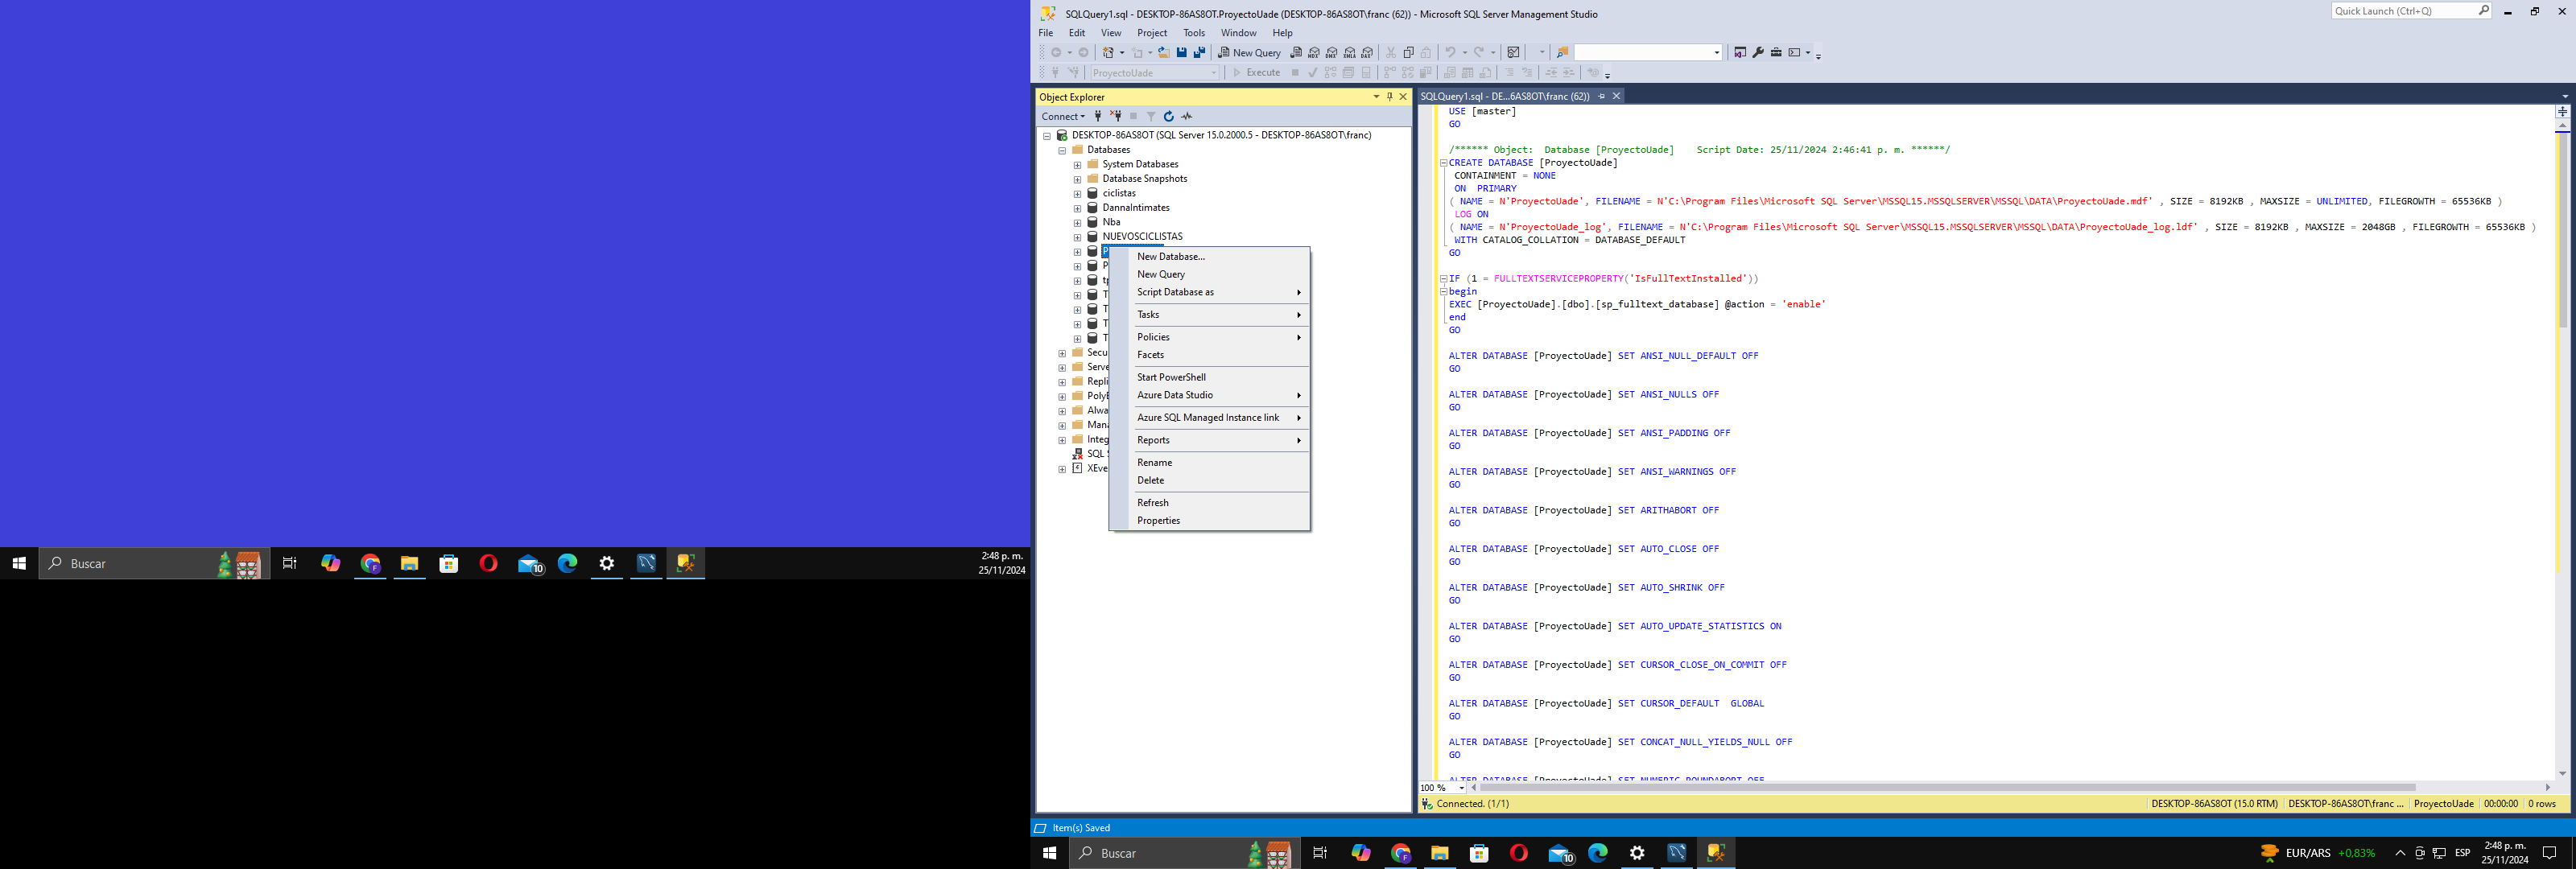 SQLQuery1.sql - DESKTOP-86AS8OT.ProyectoUade (DESKTOP-86AS8OT\franc (62)) - Microsoft SQL Server Management Studio
Quick Launch (Ctrl+Q)
File Edit View Project Tools Window Help
New Query
ProyectoUade
Execute
Object Explorer
Connect
DESKTOP-86AS8OT (SQL Server 15.0.2000.5 - DESKTOP-86AS8OT\franc)
Databases
System Databases
Database Snapshots
ciclistas
DannaIntimates
Nba
NUEVOSCICLISTAS
New Database...
New Query
Script Database as
Tasks
Policies
Facets
Start PowerShell
Azure Data Studio
Azure SQL Managed Instance link
Reports
Rename
Delete
Refresh
Properties
SQLQuery1.sql - DE...6AS8OT\franc (62))
USE [master]
GO
/****** Object:  Database [ProyectoUade]    Script Date: 25/11/2024 2:46:41 p. m. ******/
CREATE DATABASE [ProyectoUade]
CONTAINMENT = NONE
ON  PRIMARY
( NAME = N'ProyectoUade', FILENAME = N'C:\Program Files\Microsoft SQL Server\MSSQL15.MSSQLSERVER\MSSQL\DATA\ProyectoUade.mdf' , SIZE = 8192KB , MAXSIZE = UNLIMITED, FILEGROWTH = 65536KB )
LOG ON
( NAME = N'ProyectoUade_log', FILENAME = N'C:\Program Files\Microsoft SQL Server\MSSQL15.MSSQLSERVER\MSSQL\DATA\ProyectoUade_log.ldf' , SIZE = 8192KB , MAXSIZE = 2048GB , FILEGROWTH = 65536KB )
WITH CATALOG_COLLATION = DATABASE_DEFAULT
GO
IF (1 = FULLTEXTSERVICEPROPERTY('IsFullTextInstalled'))
begin
EXEC [ProyectoUade].[dbo].[sp_fulltext_database] @action = 'enable'
end
GO
ALTER DATABASE [ProyectoUade] SET ANSI_NULL_DEFAULT OFF
GO
ALTER DATABASE [ProyectoUade] SET ANSI_NULLS OFF
GO
ALTER DATABASE [ProyectoUade] SET ANSI_PADDING OFF
GO
ALTER DATABASE [ProyectoUade] SET ANSI_WARNINGS OFF
GO
ALTER DATABASE [ProyectoUade] SET ARITHABORT OFF
GO
ALTER DATABASE [ProyectoUade] SET AUTO_CLOSE OFF
GO
ALTER DATABASE [ProyectoUade] SET AUTO_SHRINK OFF
GO
ALTER DATABASE [ProyectoUade] SET AUTO_UPDATE_STATISTICS ON
GO
ALTER DATABASE [ProyectoUade] SET CURSOR_CLOSE_ON_COMMIT OFF
GO
ALTER DATABASE [ProyectoUade] SET CURSOR_DEFAULT  GLOBAL
GO
ALTER DATABASE [ProyectoUade] SET CONCAT_NULL_YIELDS_NULL OFF
GO
ALTER DATABASE [ProyectoUade] SET NUMERIC_ROUNDABORT OFF
100 %
Connected. (1/1)
DESKTOP-86AS8OT (15.0 RTM) DESKTOP-86AS8OT\franc ... ProyectoUade 00:00:00 0 rows
Item(s) Saved
Buscar
10
2:48 p. m.
25/11/2024
Buscar
10
EUR/ARS +0,83%
ESP
2:48 p. m.
25/11/2024